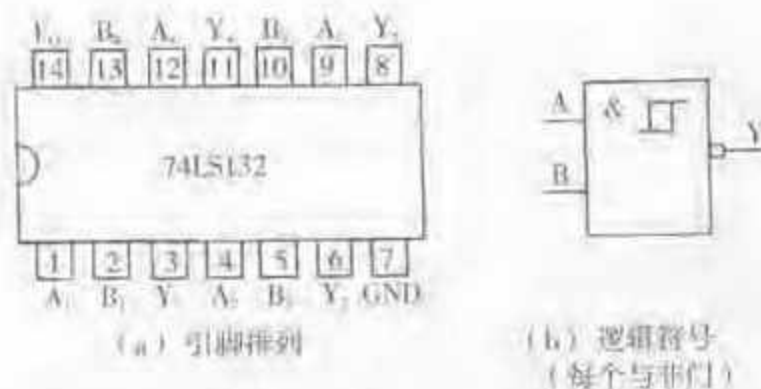 B₄ A₄ Y₄ B₃ A₃ Y₃
14 13 12 11 10 9 8
74LS132
1 2 3 4 5 6 7
A₁ B₁ Y₁ A₂ B₂ Y₂ GND
(a) 引脚排列
A
&
B
Y
(b) 逻辑符号
(每个与非门)